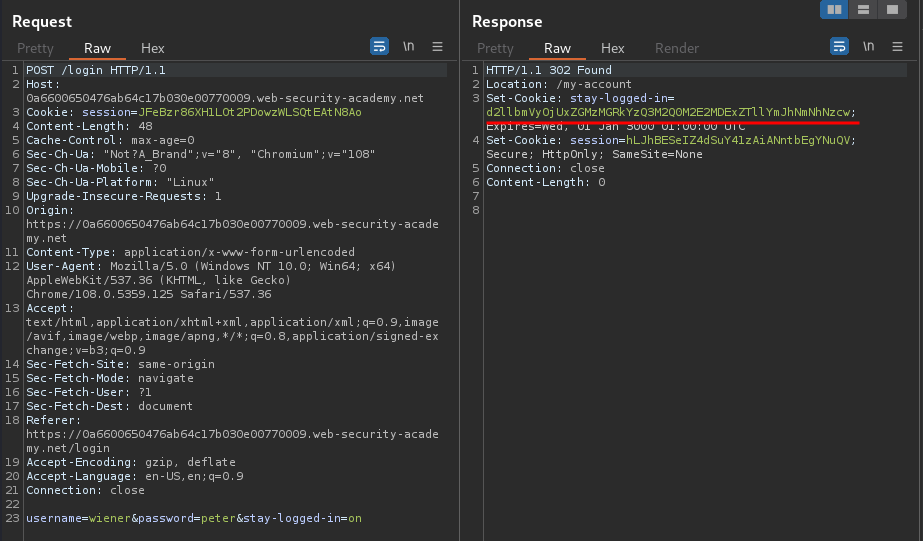 Request
Pretty Raw Hex \n
1 POST /login HTTP/1.1
2 Host:
0a6600650476ab64c17b030e00770009.web-security-academy.net
3 Cookie: session=JFeBzr86XH1LOt2PDowzWLSQtEAtN8Ao
4 Content-Length: 48
5 Cache-Control: max-age=0
6 Sec-Ch-Ua: "Not?A_Brand";v="8", "Chromium";v="108"
7 Sec-Ch-Ua-Mobile: ?0
8 Sec-Ch-Ua-Platform: "Linux"
9 Upgrade-Insecure-Requests: 1
10 Origin:
https://0a6600650476ab64c17b030e00770009.web-security-acade
my.net
11 Content-Type: application/x-www-form-urlencoded
12 User-Agent: Mozilla/5.0 (Windows NT 10.0; Win64; x64)
AppleWebKit/537.36 (KHTML, like Gecko)
Chrome/108.0.5359.125 Safari/537.36
13 Accept:
text/html,application/xhtml+xml,application/xml;q=0.9,image
/avif,image/webp,image/apng,*/*;q=0.8,application/signed-ex
change;v=b3;q=0.9
14 Sec-Fetch-Site: same-origin
15 Sec-Fetch-Mode: navigate
16 Sec-Fetch-User: ?1
17 Sec-Fetch-Dest: document
18 Referer:
https://0a6600650476ab64c17b030e00770009.web-security-acade
my.net/login
19 Accept-Encoding: gzip, deflate
20 Accept-Language: en-US,en;q=0.9
21 Connection: close
22
23 username=wiener&password=peter&stay-logged-in=on
Response
Pretty Raw Hex Render \n
1 HTTP/1.1 302 Found
2 Location: /my-account
3 Set-Cookie: stay-logged-in=
d2llbmVyOjUxZGMzMGRkYzQ3M2Q0M2E2MDExZTllYmJhNmNhNzcw;
Expires=Wed, 01 Jan 3000 01:00:00 UTC
4 Set-Cookie: session=hLJhBESeIZ4dSuY41zAiANntbEgYNuQV;
Secure; HttpOnly; SameSite=None
5 Connection: close
6 Content-Length: 0
7
8